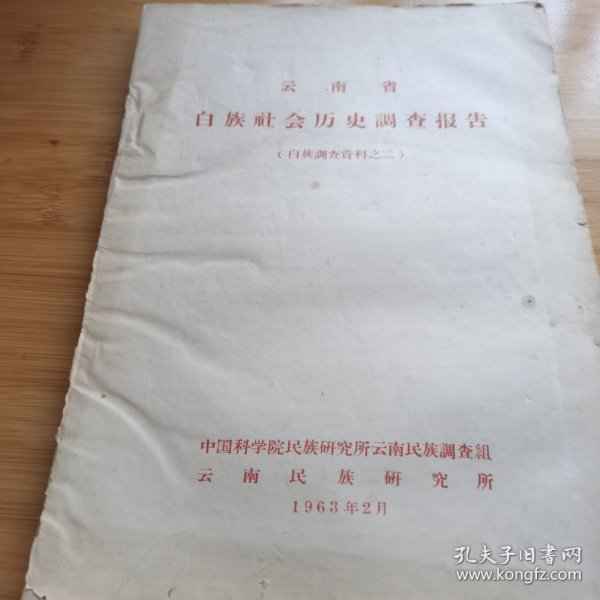 云南省
白族社会历史調查报告
（白族調查資料之二）
中国科学院民族研究所云南民族調查組
云南民族研究所
1963年2月
孔夫子旧书网
www.kongfz.com